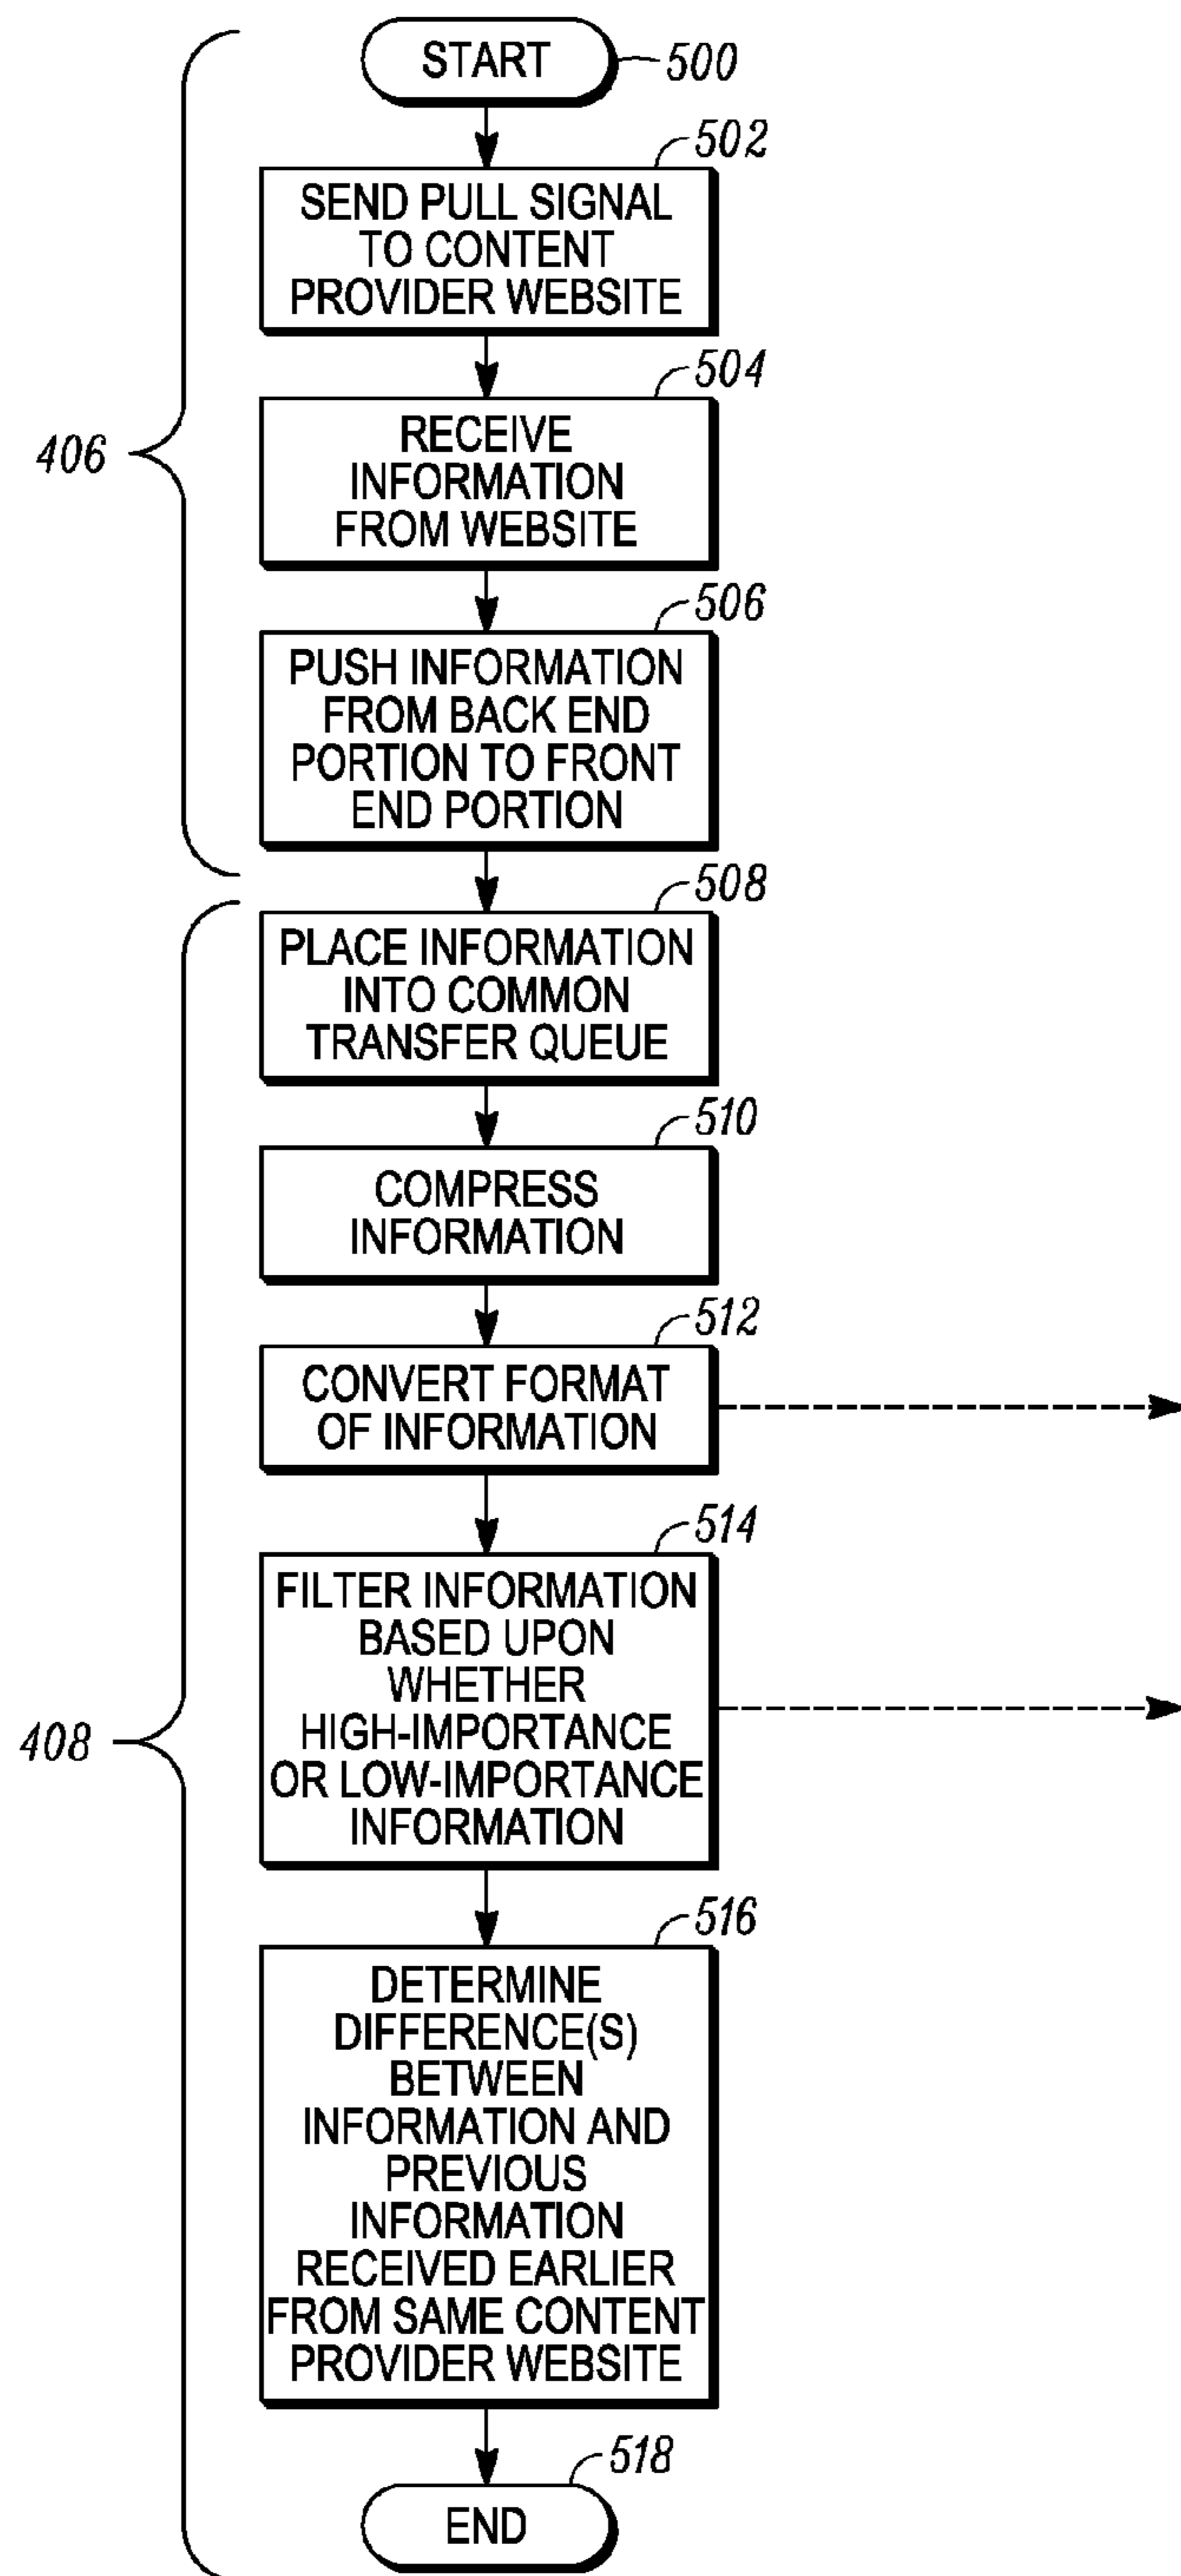 START
500
502
SEND PULL SIGNAL
TO CONTENT
PROVIDER WEBSITE
504
RECEIVE
INFORMATION
FROM WEBSITE
406
506
PUSH INFORMATION
FROM BACK END
PORTION TO FRONT
END PORTION
508
PLACE INFORMATION
INTO COMMON
TRANSFER QUEUE
510
COMPRESS
INFORMATION
512
CONVERT FORMAT
OF INFORMATION
514
FILTER INFORMATION
BASED UPON
WHETHER
HIGH-IMPORTANCE
OR LOW-IMPORTANCE
INFORMATION
408
516
DETERMINE
DIFFERENCE(S)
BETWEEN
INFORMATION AND
PREVIOUS
INFORMATION
RECEIVED EARLIER
FROM SAME CONTENT
PROVIDER WEBSITE
518
END